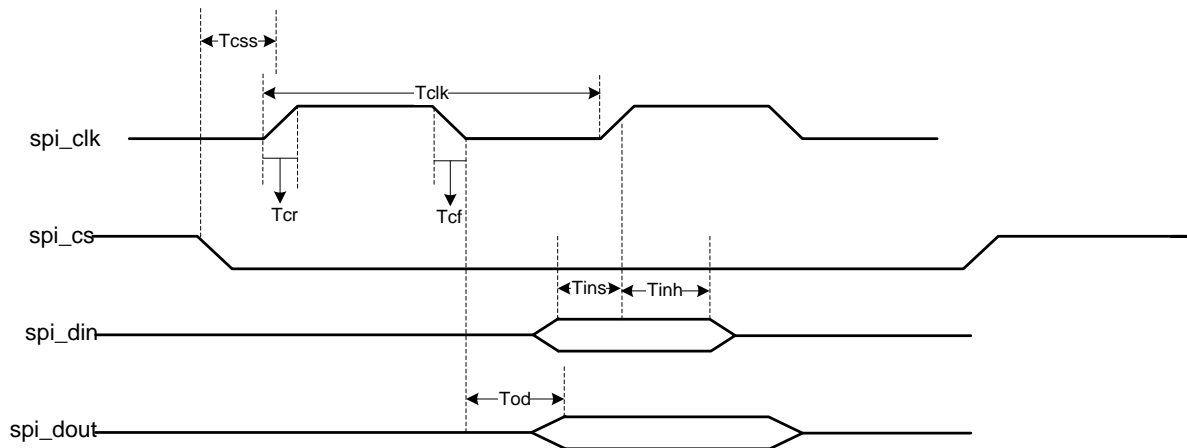 Tcss
Tclk
spi_clk
Tcr
Tcf
spi_cs
Tins
Tinh
spi_din
Tod
spi_dout